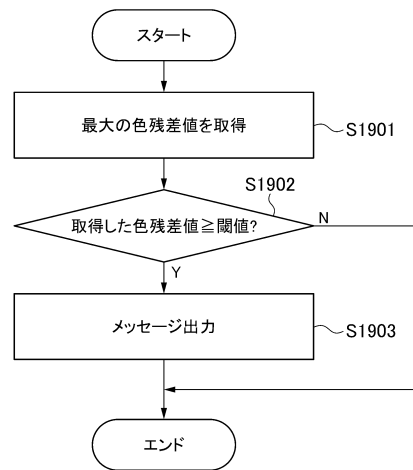 スタート
最大の色残差値を取得
S1901
S1902
取得した色残差値≧閾値?
N
Y
メッセージ出力
S1903
エンド